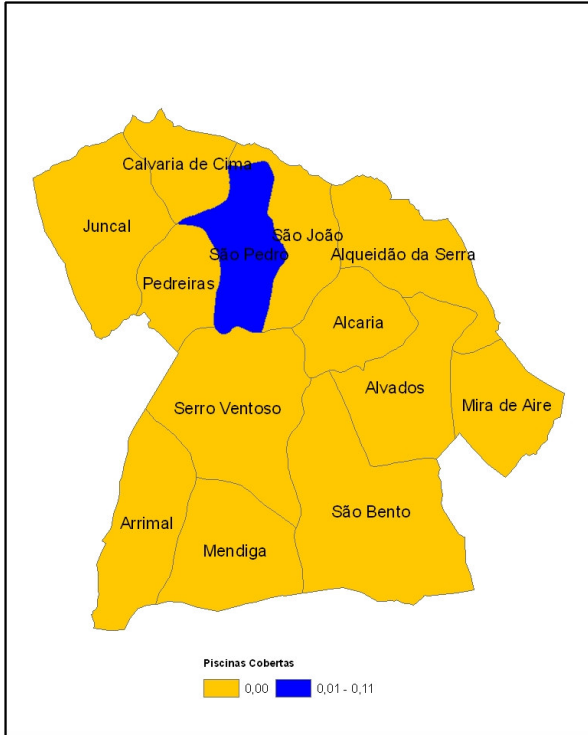 Calvaria de Cima
Juncal
São João
São Pedro
Alqueidão da Serra
Pedreiras
Alcaria
Alvados
Mira de Aire
Serro Ventoso
São Bento
Arrimal
Mendiga
Piscinas Cobertas
0,00
0,01 - 0,11